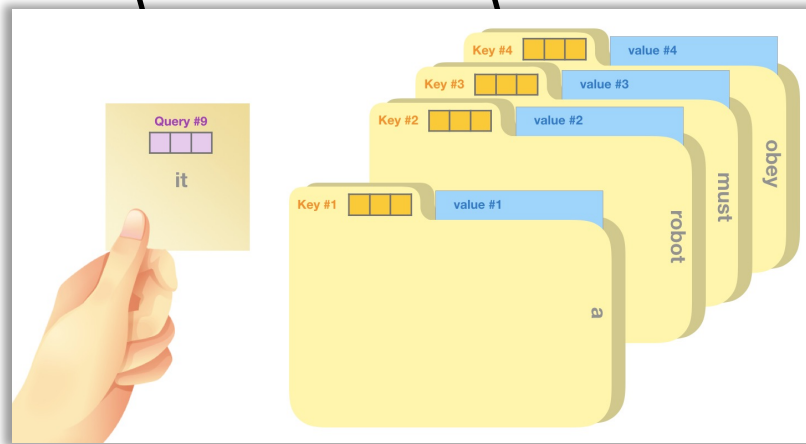 Query #9
it
Key #4 value #4
Key #3 value #3
Key #2 value #2
Key #1 value #1
obey
must
robot
a